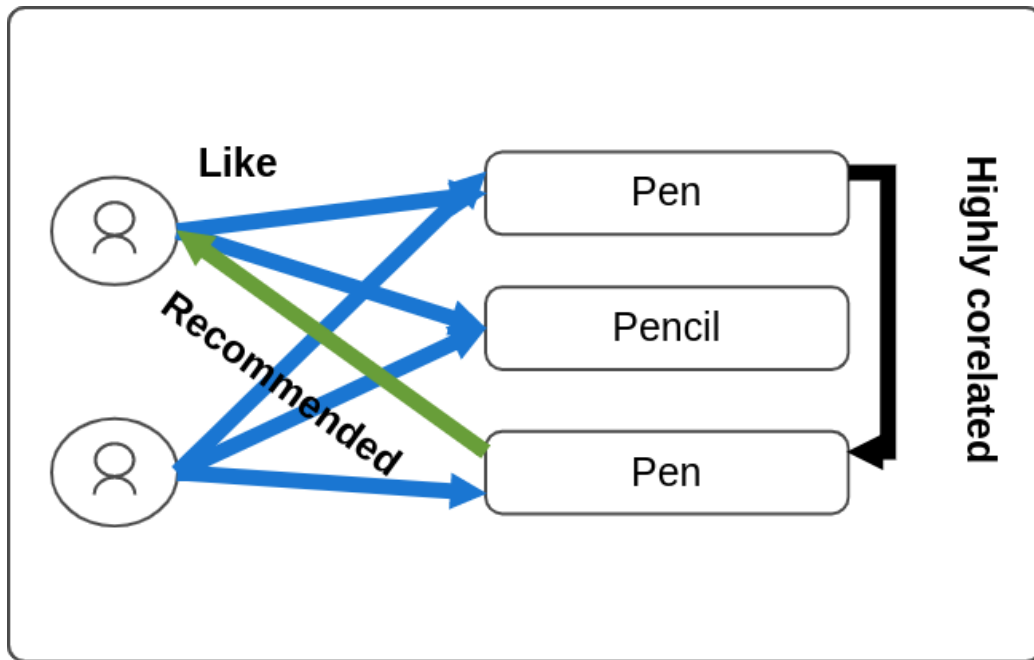 Like
Pen
Pencil
Recommended
Pen
Highly corelated